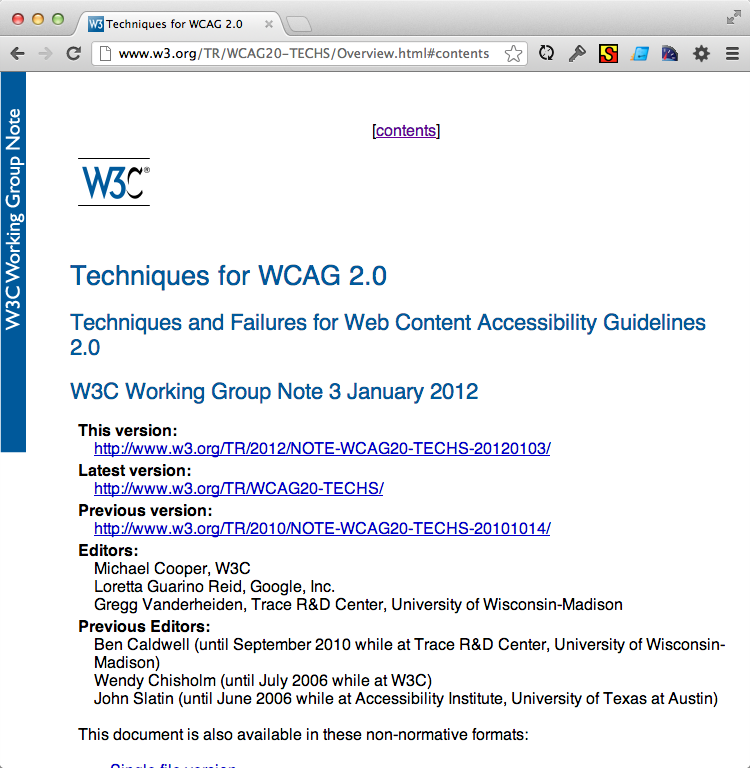 W3 Techniques for WCAG 2.0
www.w3.org/TR/WCAG20-TECHS/Overview.html#contents
S
W3C Working Group Note
[contents]
W3C®
Techniques for WCAG 2.0
Techniques and Failures for Web Content Accessibility Guidelines
2.0
W3C Working Group Note 3 January 2012
This version:
http://www.w3.org/TR/2012/NOTE-WCAG20-TECHS-20120103/
Latest version:
http://www.w3.org/TR/WCAG20-TECHS/
Previous version:
http://www.w3.org/TR/2010/NOTE-WCAG20-TECHS-20101014/
Editors:
Michael Cooper, W3C
Loretta Guarino Reid, Google, Inc.
Gregg Vanderheiden, Trace R&D Center, University of Wisconsin-Madison
Previous Editors:
Ben Caldwell (until September 2010 while at Trace R&D Center, University of Wisconsin-
Madison)
Wendy Chisholm (until July 2006 while at W3C)
John Slatin (until June 2006 while at Accessibility Institute, University of Texas at Austin)
This document is also available in these non-normative formats:
Single file version